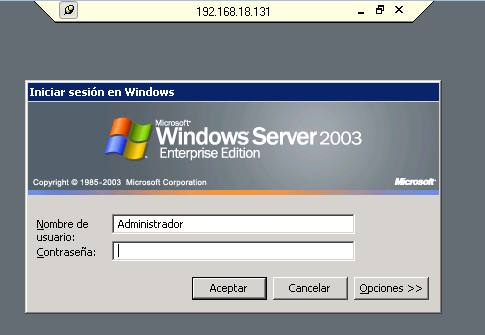 192.168.18.131
Iniciar sesión en Windows
Microsoft
Windows Server 2003
Enterprise Edition
Copyright © 1985-2003 Microsoft Corporation
Microsoft
Nombre de usuario:
Administrador
Contraseña:
Aceptar
Cancelar
Opciones >>